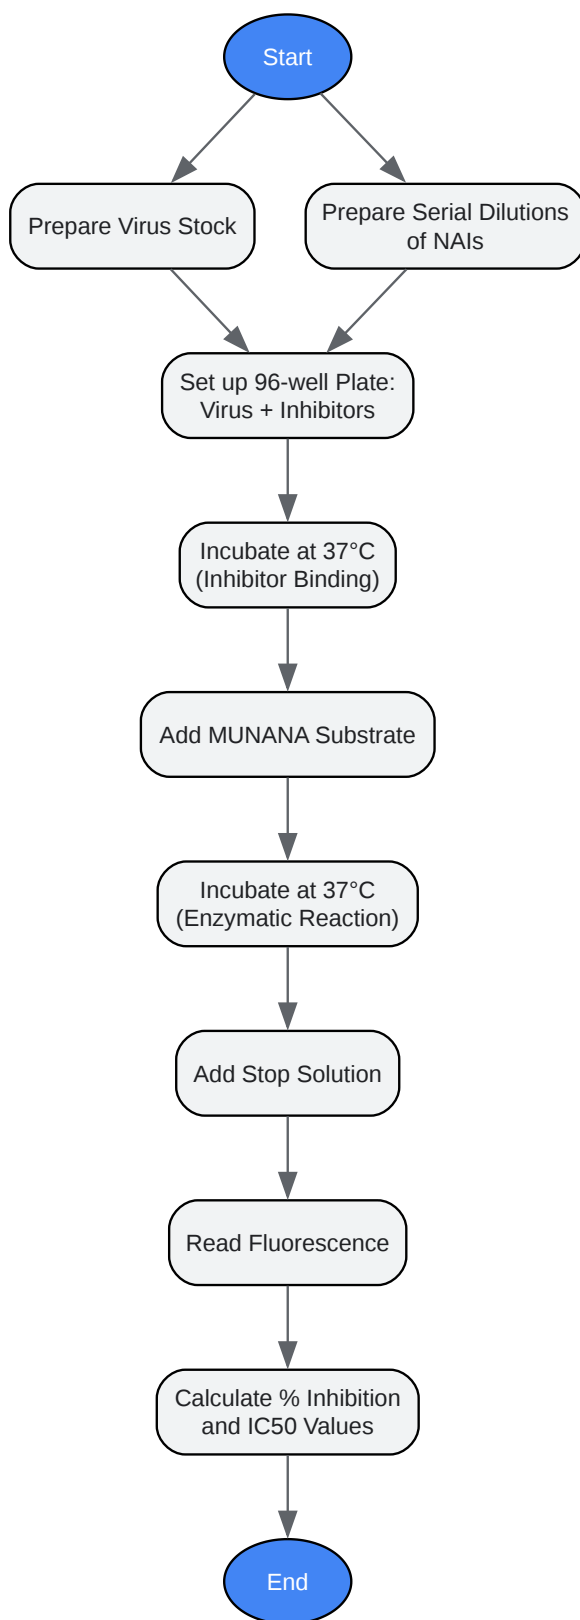 Start
Prepare Virus Stock
Prepare Serial Dilutions
of NAIs
Set up 96-well Plate:
Virus + Inhibitors
Incubate at 37°C
(Inhibitor Binding)
Add MUNANA Substrate
Incubate at 37°C
(Enzymatic Reaction)
Add Stop Solution
Read Fluorescence
Calculate % Inhibition
and IC50 Values
End